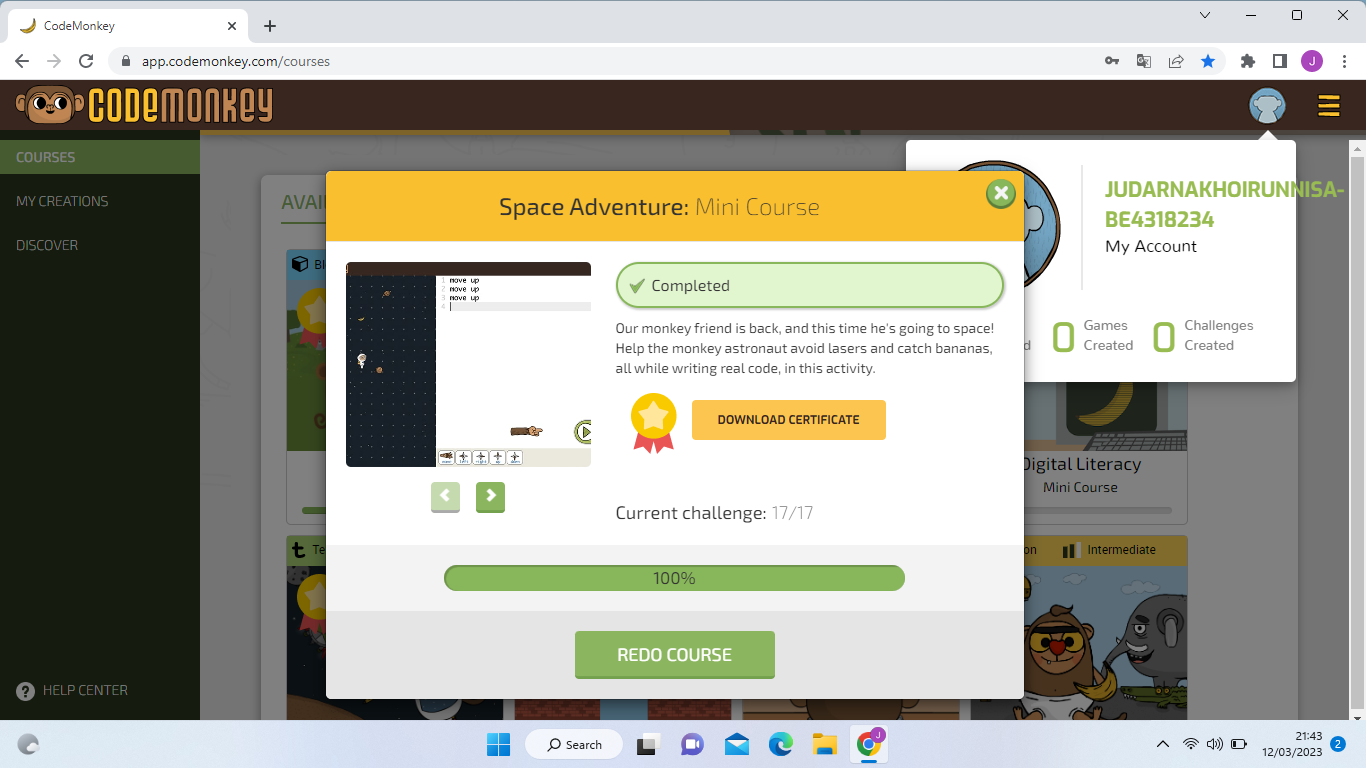 CodeMonkey
app.codemonkey.com/courses
J
CODEMONKEY
COURSES
MY CREATIONS
DISCOVER
HELP CENTER
JUDARNAKHOIRUNNISA-
BE4318234
My Account
0 Games Created
0 Challenges Created
Space Adventure: Mini Course
1 move up
2 move up
3 move up
4
Completed
Our monkey friend is back, and this time he's going to space!
Help the monkey astronaut avoid lasers and catch bananas,
all while writing real code, in this activity.
DOWNLOAD CERTIFICATE
Current challenge: 17/17
100%
REDO COURSE
Digital Literacy
Mini Course
Intermediate
Search
J
21:43
12/03/2023
2